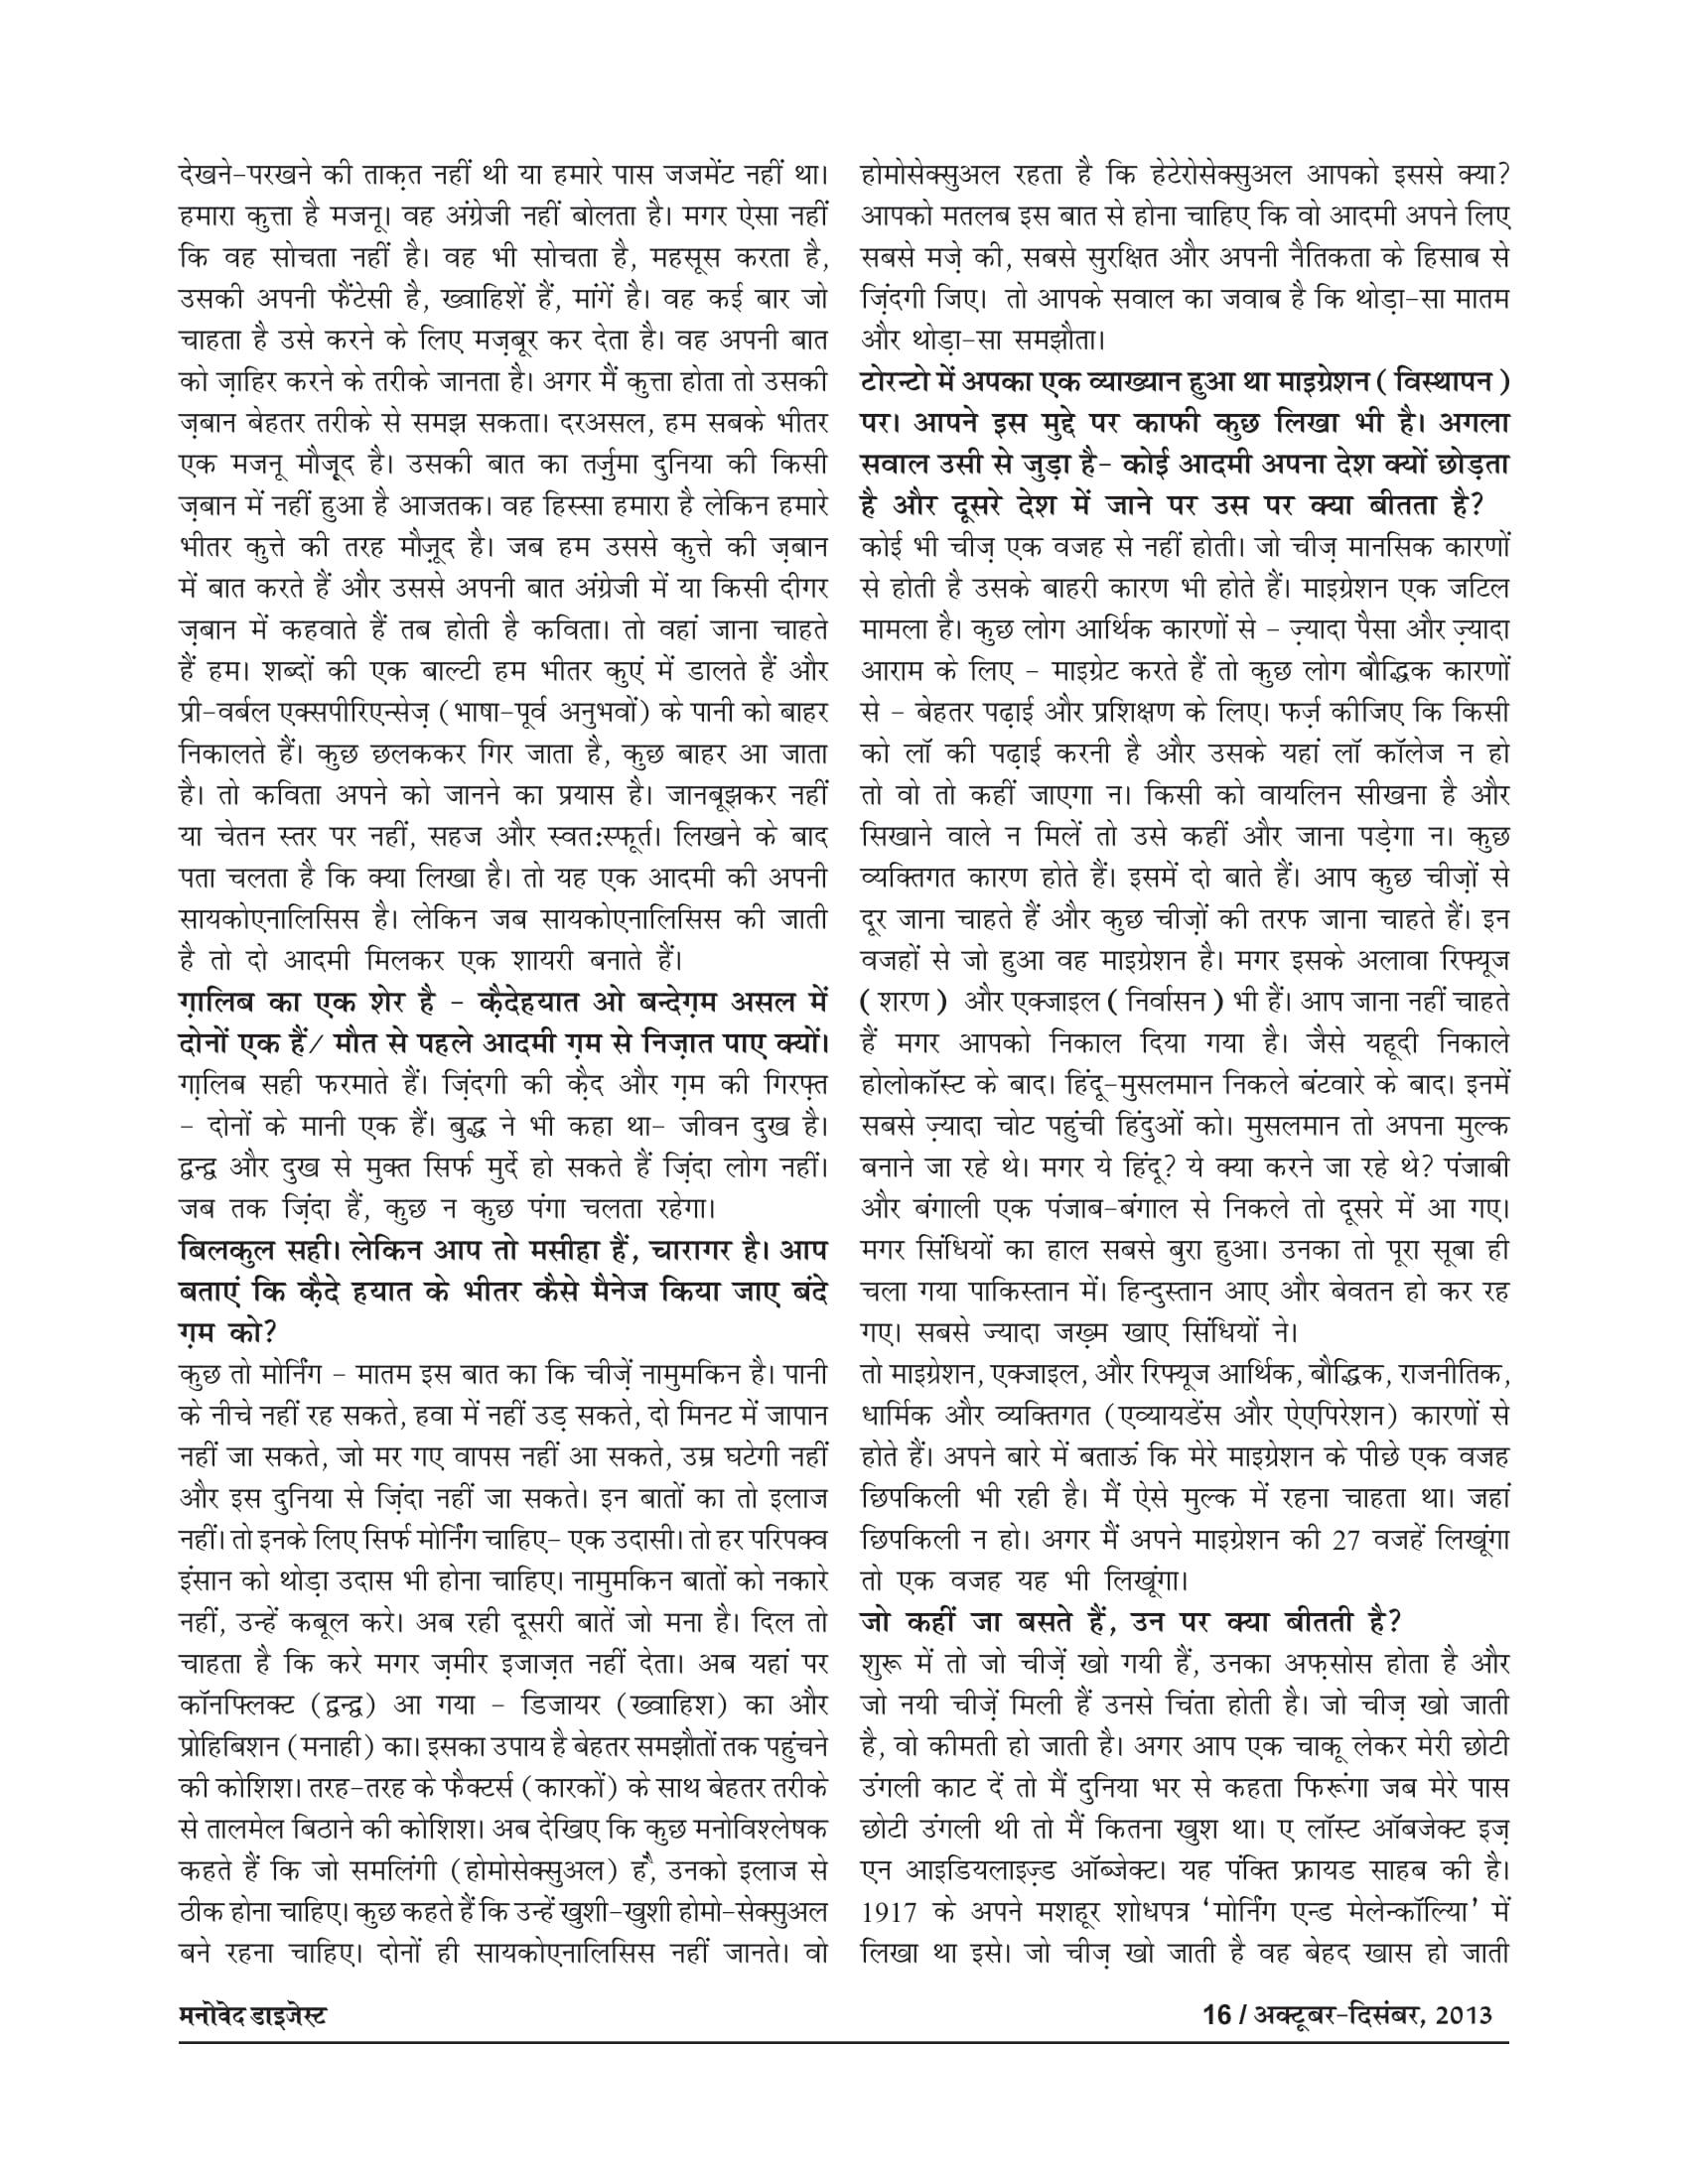 देखने-परखने की ताक़त नहीं थी या हमारे पास जजमेंट नहीं था।
हमारा कुत्ता है मजनू। वह अंग्रेजी नहीं बोलता है। मगर ऐसा नहीं
कि वह सोचता नहीं है। वह भी सोचता है, महसूस करता है,
उसकी अपनी फैंटेसी है, ख्वाहिशें हैं, मांगें है। वह कई बार जो
चाहता है उसे करने के लिए मज़बूर कर देता है। वह अपनी बात
को ज़ाहिर करने के तरीके जानता है। अगर मैं कुत्ता होता तो उसकी
ज़बान बेहतर तरीके से समझ सकता। दरअसल, हम सबके भीतर
एक मजनू मौजूद है। उसकी बात का तर्जुमा दुनिया की किसी
ज़बान में नहीं हुआ है आजतक। वह हिस्सा हमारा है लेकिन हमारे
भीतर कुत्ते की तरह मौज़ूद है। जब हम उससे कुत्ते की ज़बान
में बात करते हैं और उससे अपनी बात अंग्रेजी में या किसी दीगर
ज़बान में कहवाते हैं तब होती है कविता। तो वहां जाना चाहते
हैं हम। शब्दों की एक बाल्टी हम भीतर कुएं में डालते हैं और
प्री-वर्बल एक्सपीरिएन्सेज़ (भाषा-पूर्व अनुभवों) के पानी को बाहर
निकालते हैं। कुछ छलककर गिर जाता है, कुछ बाहर आ जाता
है। तो कविता अपने को जानने का प्रयास है। जानबूझकर नहीं
या चेतन स्तर पर नहीं, सहज और स्वत:स्फूर्त। लिखने के बाद
पता चलता है कि क्या लिखा है। तो यह एक आदमी की अपनी
सायकोएनालिसिस है। लेकिन जब सायकोएनालिसिस की जाती
है तो दो आदमी मिलकर एक शायरी बनाते हैं।
ग़ालिब का एक शेर है - क़ैदेहयात ओ बन्देग़म असल में
दोनों एक हैं/ मौत से पहले आदमी ग़म से निज़ात पाए क्यों।
ग़ालिब सही फरमाते हैं। ज़िंदगी की क़ैद और ग़म की गिरफ़्त
- दोनों के मानी एक हैं। बुद्ध ने भी कहा था- जीवन दुख है।
द्वन्द्व और दुख से मुक्त सिर्फ मुर्दे हो सकते हैं ज़िंदा लोग नहीं।
जब तक ज़िंदा हैं, कुछ न कुछ पंगा चलता रहेगा।
बिलकुल सही। लेकिन आप तो मसीहा हैं, चारागर है। आप
बताएं कि क़ैदे हयात के भीतर कैसे मैनेज किया जाए बंदे
ग़म को?
कुछ तो मोर्निंग - मातम इस बात का कि चीज़ें नामुमकिन है। पानी
के नीचे नहीं रह सकते, हवा में नहीं उड़ सकते, दो मिनट में जापान
नहीं जा सकते, जो मर गए वापस नहीं आ सकते, उम्र घटेगी नहीं
और इस दुनिया से ज़िंदा नहीं जा सकते। इन बातों का तो इलाज
नहीं। तो इनके लिए सिर्फ मोर्निंग चाहिए- एक उदासी। तो हर परिपक्व
इंसान को थोड़ा उदास भी होना चाहिए। नामुमकिन बातों को नकारे
नहीं, उन्हें कबूल करे। अब रही दूसरी बातें जो मना है। दिल तो
चाहता है कि करे मगर ज़मीर इजाज़त नहीं देता। अब यहां पर
कॉनफ्लिक्ट (द्वन्द्व) आ गया - डिजायर (ख्वाहिश) का और
प्रोहिबिशन (मनाही) का। इसका उपाय है बेहतर समझौतों तक पहुंचने
की कोशिश। तरह-तरह के फैक्टर्स (कारकों) के साथ बेहतर तरीके
से तालमेल बिठाने की कोशिश। अब देखिए कि कुछ मनोविश्लेषक
कहते हैं कि जो समलिंगी (होमोसेक्सुअल) हैं, उनको इलाज से
ठीक होना चाहिए। कुछ कहते हैं कि उन्हें खुशी-खुशी होमो-सेक्सुअल
बने रहना चाहिए। दोनों ही सायकोएनालिसिस नहीं जानते। वो
होमोसेक्सुअल रहता है कि हेटेरोसेक्सुअल आपको इससे क्या?
आपको मतलब इस बात से होना चाहिए कि वो आदमी अपने लिए
सबसे मज़े की, सबसे सुरक्षित और अपनी नैतिकता के हिसाब से
ज़िंदगी जिए। तो आपके सवाल का जवाब है कि थोड़ा-सा मातम
और थोड़ा-सा समझौता।
टोरन्टो में अपका एक व्याख्यान हुआ था माइग्रेशन ( विस्थापन )
पर। आपने इस मुद्दे पर काफी कुछ लिखा भी है। अगला
सवाल उसी से जुड़ा है- कोई आदमी अपना देश क्यों छोड़ता
है और दूसरे देश में जाने पर उस पर क्या बीतता है?
कोई भी चीज़ एक वजह से नहीं होती। जो चीज़ मानसिक कारणों
से होती है उसके बाहरी कारण भी होते हैं। माइग्रेशन एक जटिल
मामला है। कुछ लोग आर्थिक कारणों से - ज़्यादा पैसा और ज़्यादा
आराम के लिए - माइग्रेट करते हैं तो कुछ लोग बौद्धिक कारणों
से - बेहतर पढ़ाई और प्रशिक्षण के लिए। फर्ज़ कीजिए कि किसी
को लॉ की पढ़ाई करनी है और उसके यहां लॉ कॉलेज न हो
तो वो तो कहीं जाएगा न। किसी को वायलिन सीखना है और
सिखाने वाले न मिलें तो उसे कहीं और जाना पड़ेगा न। कुछ
व्यक्तिगत कारण होते हैं। इसमें दो बाते हैं। आप कुछ चीज़ों से
दूर जाना चाहते हैं और कुछ चीज़ों की तरफ जाना चाहते हैं। इन
वजहों से जो हुआ वह माइग्रेशन है। मगर इसके अलावा रिफ्यूज
( शरण ) और एक्जाइल ( निर्वासन ) भी हैं। आप जाना नहीं चाहते
हैं मगर आपको निकाल दिया गया है। जैसे यहूदी निकाले
होलोकॉस्ट के बाद। हिंदू-मुसलमान निकले बंटवारे के बाद। इनमें
सबसे ज़्यादा चोट पहुंची हिंदुओं को। मुसलमान तो अपना मुल्क
बनाने जा रहे थे। मगर ये हिंदू? ये क्या करने जा रहे थे? पंजाबी
और बंगाली एक पंजाब-बंगाल से निकले तो दूसरे में आ गए।
मगर सिंधियों का हाल सबसे बुरा हुआ। उनका तो पूरा सूबा ही
चला गया पाकिस्तान में। हिन्दुस्तान आए और बेवतन हो कर रह
गए। सबसे ज्यादा जख़्म खाए सिंधियों ने।
तो माइग्रेशन, एक्जाइल, और रिफ्यूज आर्थिक, बौद्धिक, राजनीतिक,
धार्मिक और व्यक्तिगत (एव्यायडेंस और ऐएपिरेशन) कारणों से
होते हैं। अपने बारे में बताऊं कि मेरे माइग्रेशन के पीछे एक वजह
छिपकिली भी रही है। मैं ऐसे मुल्क में रहना चाहता था। जहां
छिपकिली न हो। अगर मैं अपने माइग्रेशन की 27 वजहें लिखूंगा
तो एक वजह यह भी लिखूंगा।
जो कहीं जा बसते हैं, उन पर क्या बीतती है?
शुरू में तो जो चीज़ें खो गयी हैं, उनका अफ़सोस होता है और
जो नयी चीज़ें मिली हैं उनसे चिंता होती है। जो चीज़ खो जाती
है, वो कीमती हो जाती है। अगर आप एक चाकू लेकर मेरी छोटी
उंगली काट दें तो मैं दुनिया भर से कहता फिरूंगा जब मेरे पास
छोटी उंगली थी तो मैं कितना खुश था। ए लॉस्ट ऑबजेक्ट इज़
एन आइडियलाइज़्ड ऑब्जेक्ट। यह पंक्ति फ्रायड साहब की है।
1917 के अपने मशहूर शोधपत्र ‘मोर्निंग एन्ड मेलेन्कॉल्यिा’ में
लिखा था इसे। जो चीज़ खो जाती है वह बेहद खास हो जाती
मनोवेद डाइजेस्ट
16 / अक्टूबर-दिसंबर, 2013